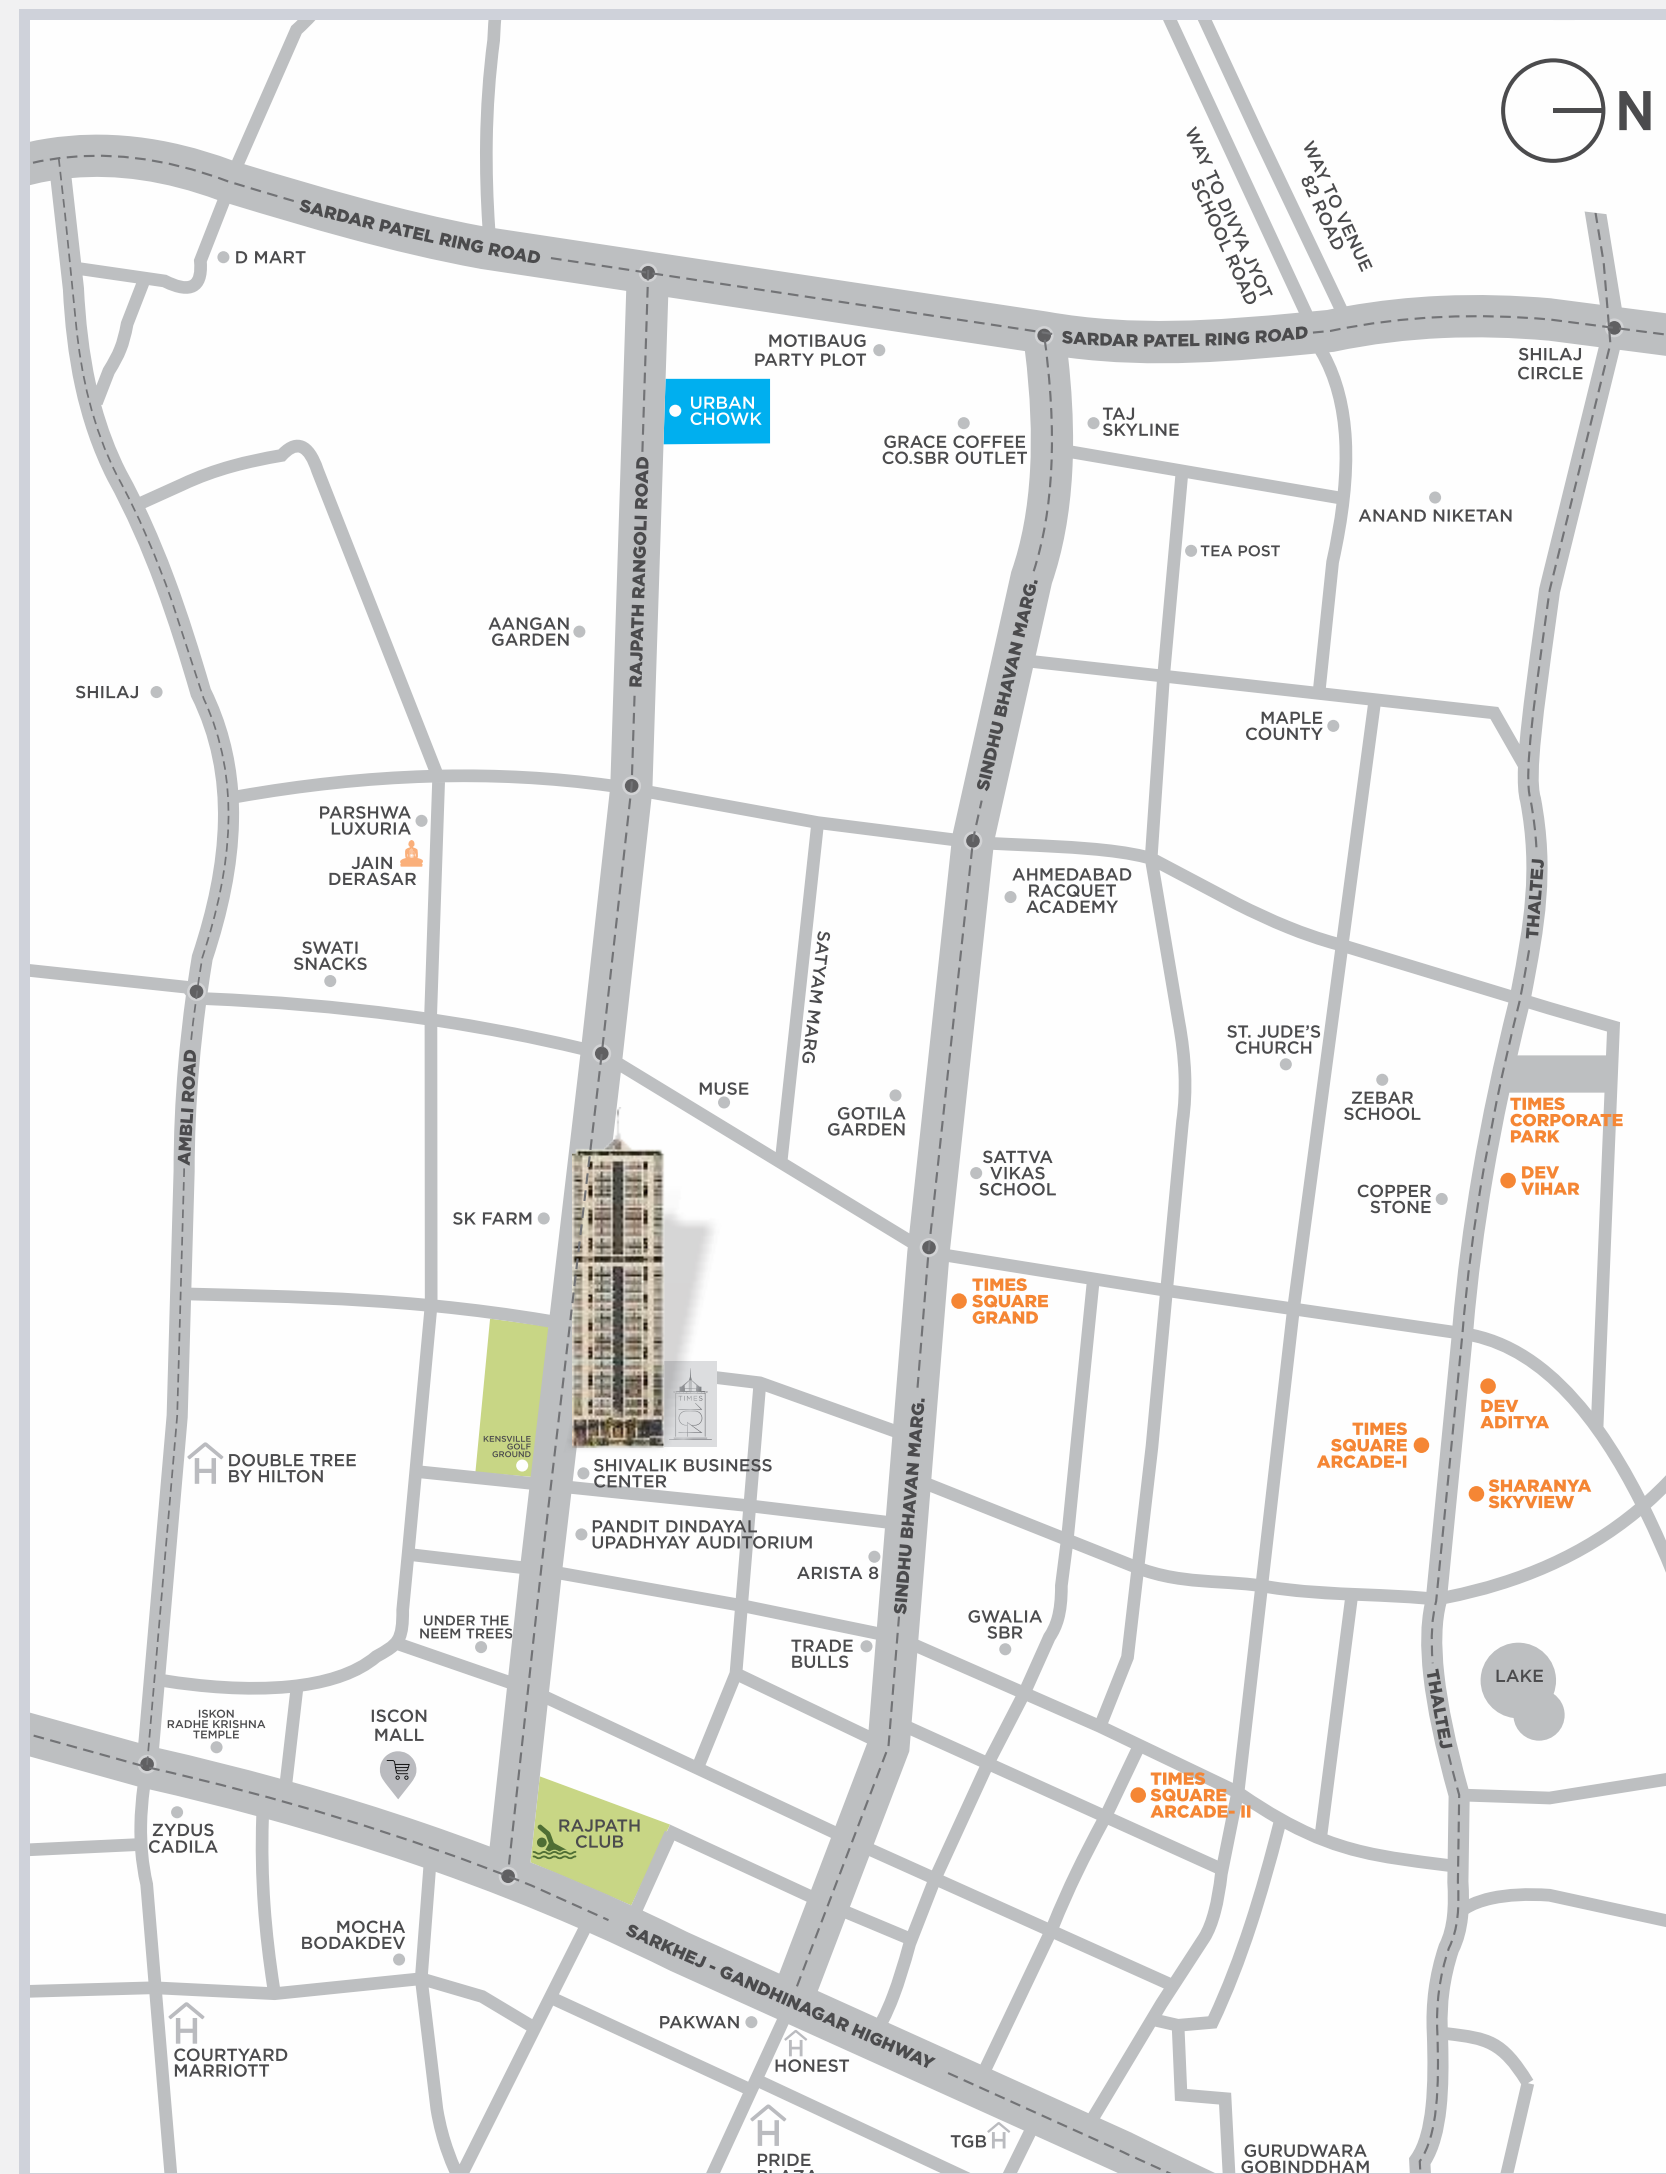 N
WAY TO DIVYA JYOT
SCHOOL ROAD
WAY TO VENUE
82 ROAD
SARDAR PATEL RING ROAD
D MART
SARDAR PATEL RING ROAD
MOTIBAUG
PARTY PLOT
SHILAJ
CIRCLE
URBAN
CHOWK
TAJ
SKYLINE
GRACE COFFEE
CO.SBR OUTLET
ANAND NIKETAN
RAJPATH RANGOLI ROAD
TEA POST
AANGAN
GARDEN
SINDHU BHAVAN MARG.
SHILAJ
MAPLE
COUNTY
PARSHWA
LUXURIA
JAIN
DERASAR
AHMEDABAD
RACQUET
ACADEMY
THALTEJ
SWATI
SNACKS
SATYAM MARG
ST. JUDE'S
CHURCH
AMBLI ROAD
MUSE
GOTILA
GARDEN
ZEBAR
SCHOOL
TIMES
CORPORATE
PARK
SATTVA
VIKAS
SCHOOL
DEV
VIHAR
COPPER
STONE
SK FARM
TIMES
SQUARE
GRAND
TIMES
104
DEV
ADITYA
TIMES
SQUARE
ARCADE-I
KENSVILLE
GOLF
GROUND
DOUBLE TREE
BY HILTON
SHIVALIK BUSINESS
CENTER
SHARANYA
SKYVIEW
SINDHU BHAVAN MARG.
PANDIT DINDAYAL
UPADHYAY AUDITORIUM
ARISTA 8
UNDER THE
NEEM TREES
GWALIA
SBR
TRADE
BULLS
LAKE
THALTEJ
ISKON
RADHE KRISHNA
TEMPLE
ISCON
MALL
TIMES
SQUARE
ARCADE- II
RAJPATH
CLUB
ZYDUS
CADILA
MOCHA
BODAKDEV
SARKHEJ - GANDHINAGAR HIGHWAY
PAKWAN
H
HONEST
H
COURTYARD
MARRIOTT
TGB H
H
PRIDE
PLAZA
GURUDWARA
GOBINDDHAM